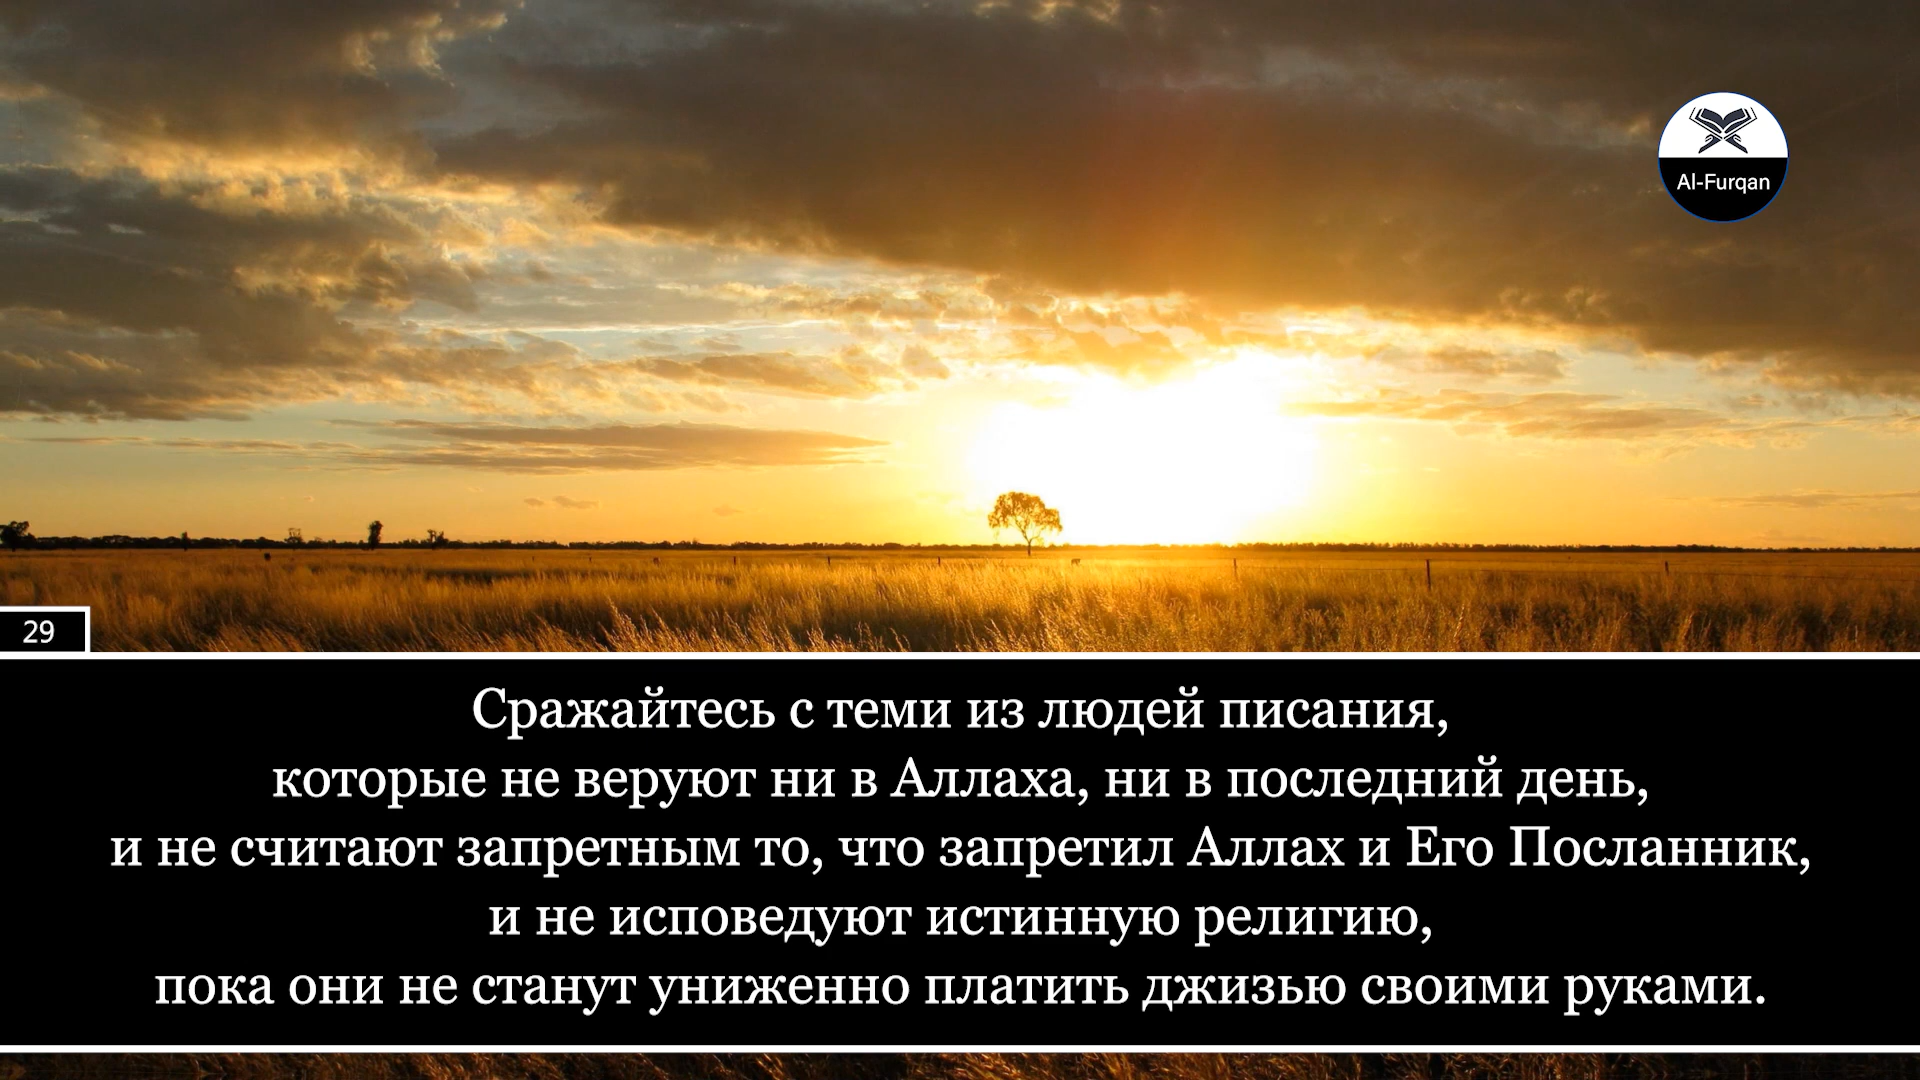 Al-Furqan
29
Сражайтесь с теми из людей писания,
которые не веруют ни в Аллаха, ни в последний день,
и не считают запретным то, что запретил Аллах и Его Посланник,
и не исповедуют истинную религию,
пока они не станут униженно платить джизью своими руками.